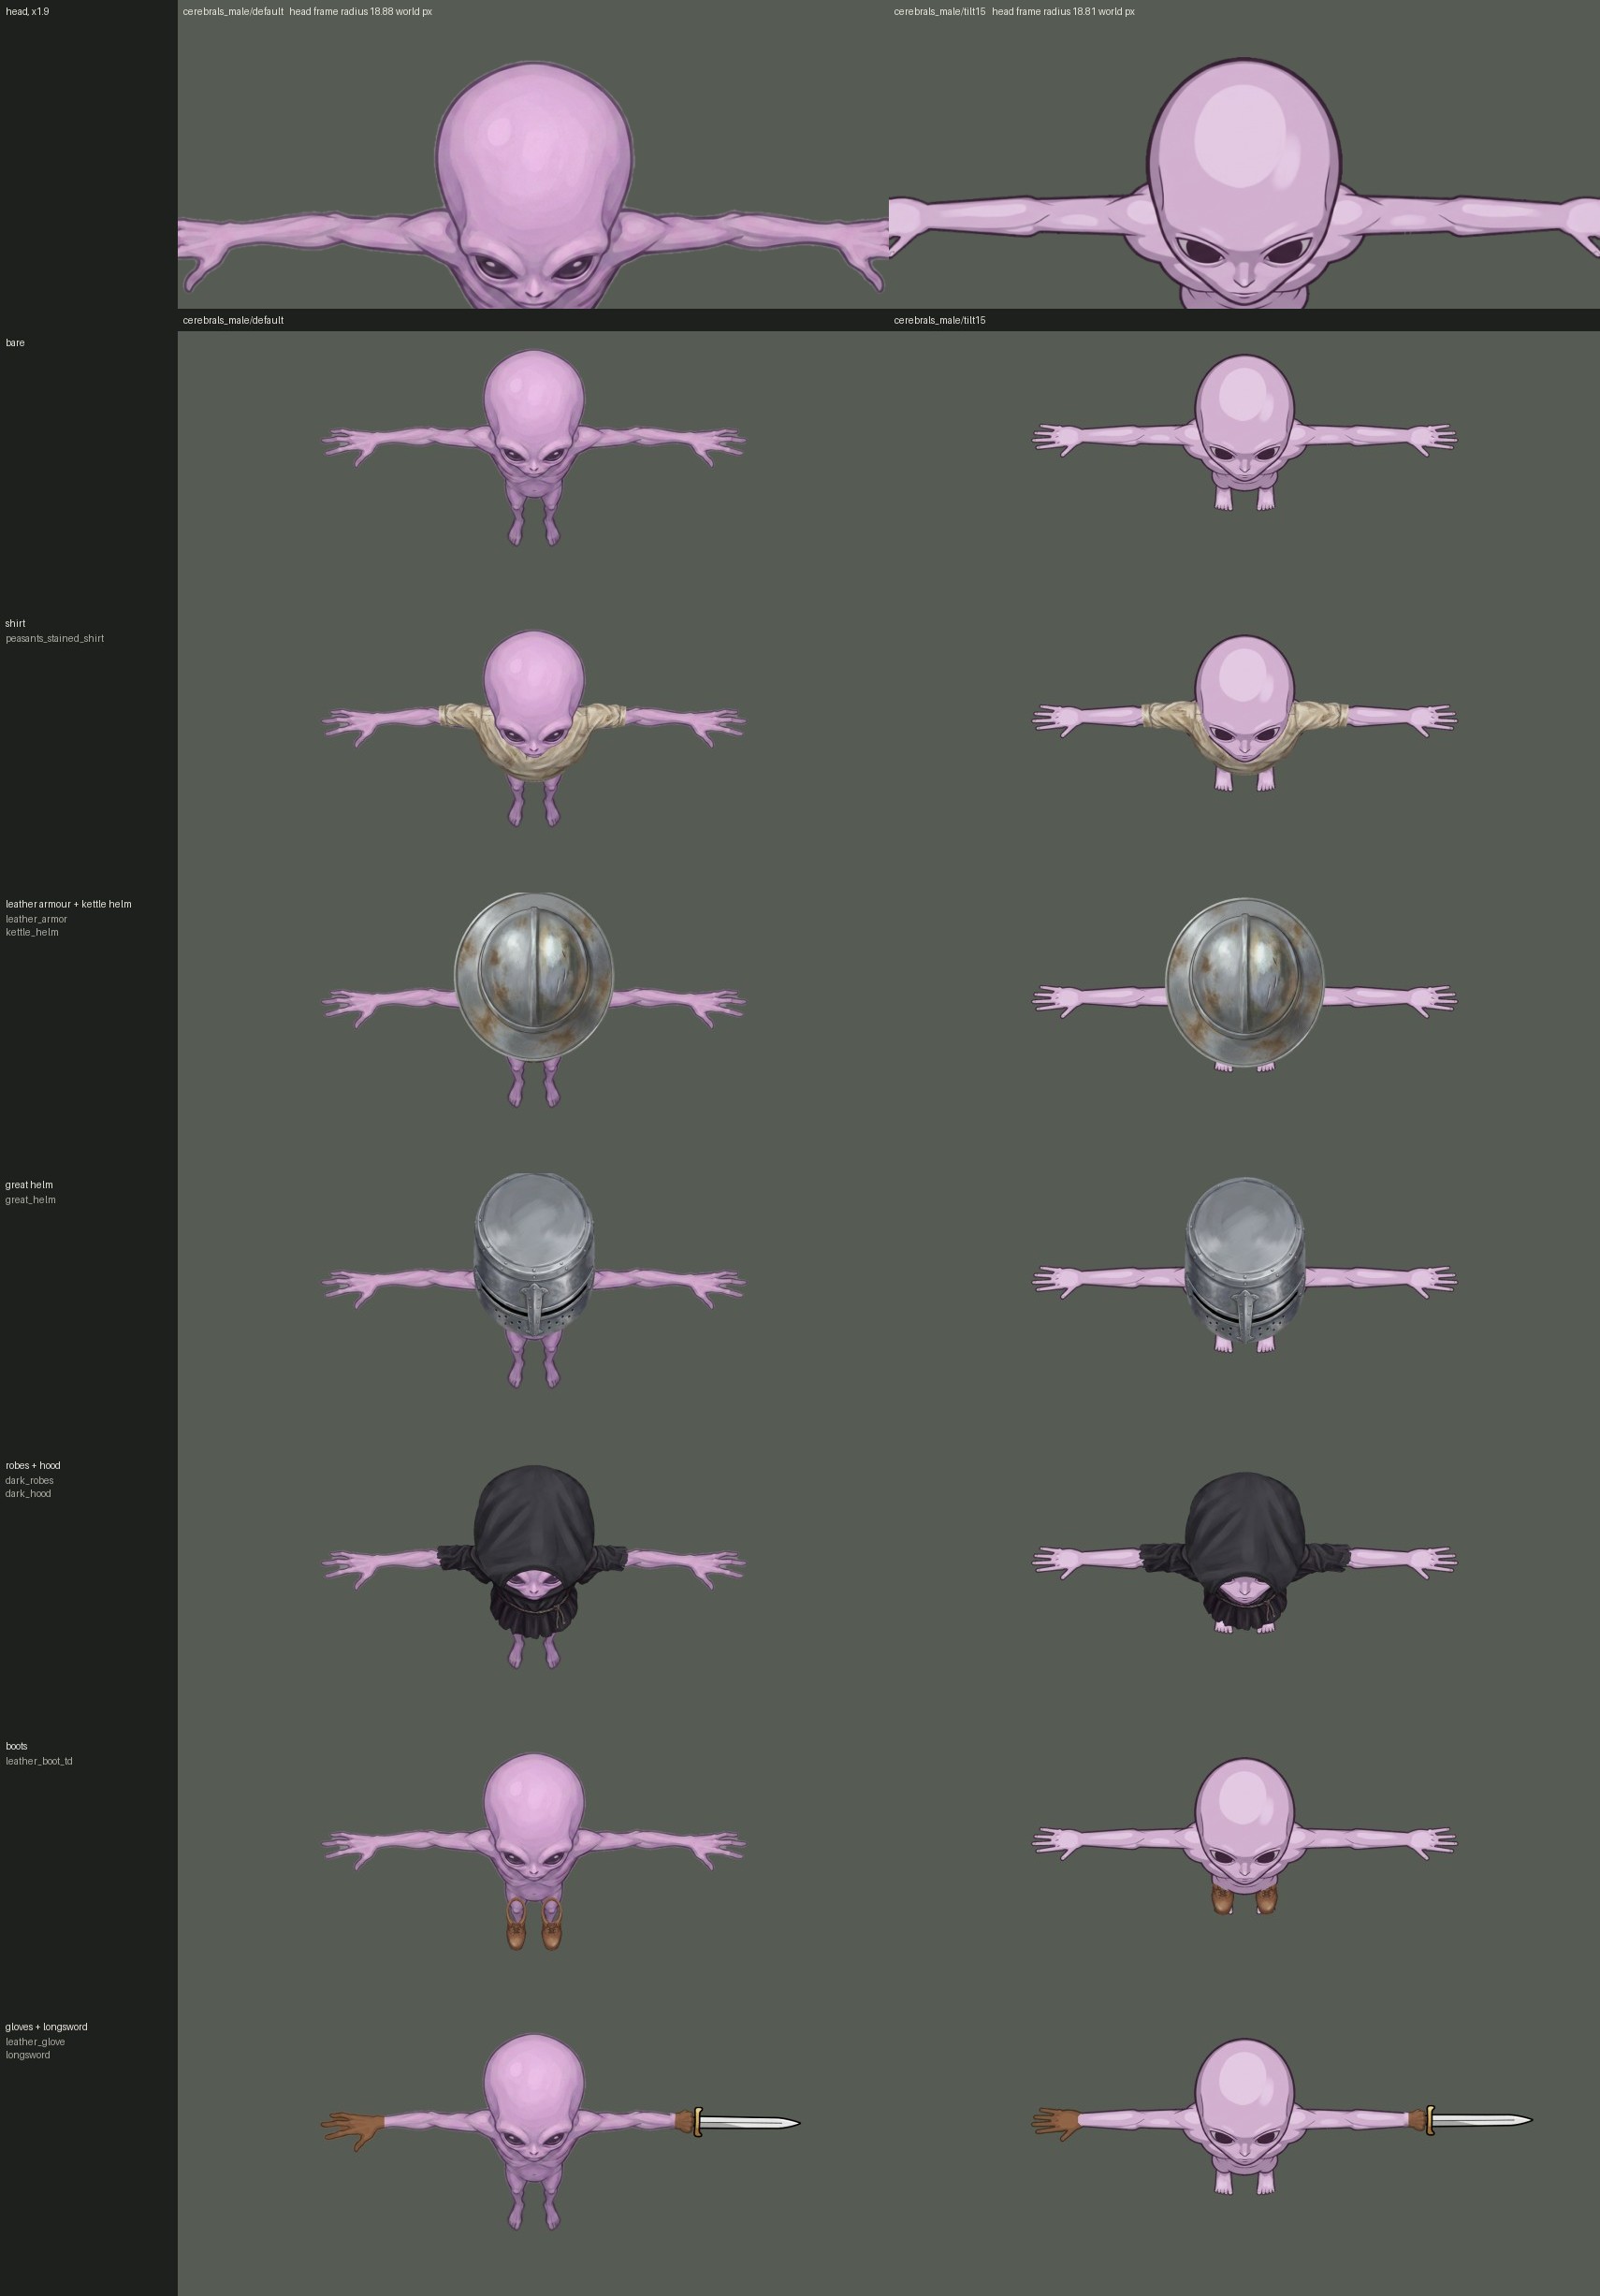 head, x1.9
cerebrals_male/default head frame radius 18.88 world px
cerebrals_male/tilt15 head frame radius 18.81 world px
cerebrals_male/default
cerebrals_male/tilt15
bare
shirt
peasants_stained_shirt
leather armour + kettle helm
leather_armor
kettle_helm
great helm
great_helm
robes + hood
dark_robes
dark_hood
boots
leather_boot_td
gloves + longsword
leather_glove
longsword